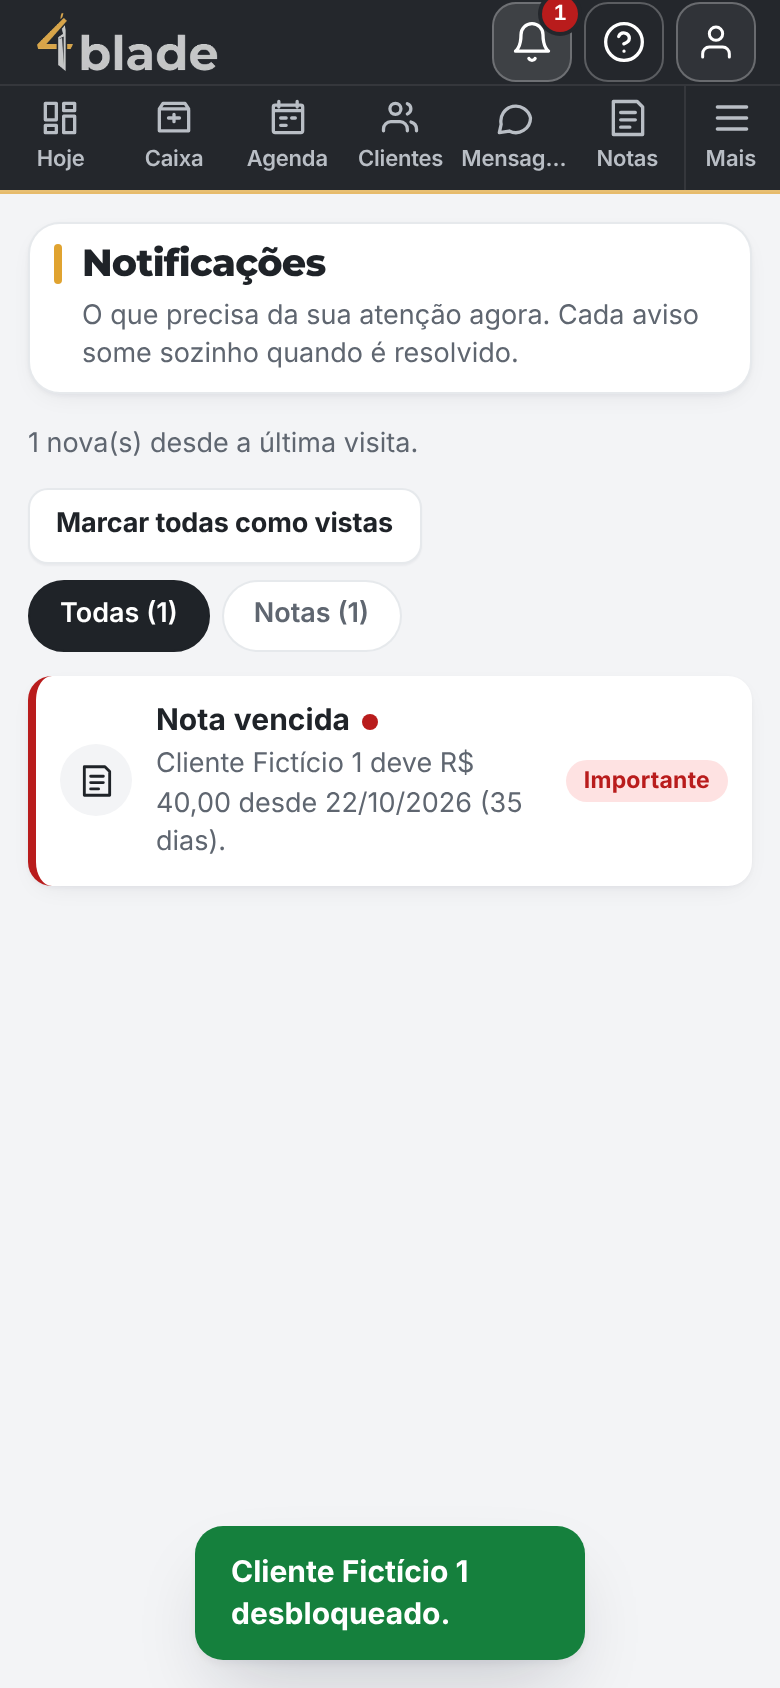 4blade
1
Hoje
Caixa
Agenda
Clientes
Mensag...
Notas
Mais
Notificações
O que precisa da sua atenção agora. Cada aviso
some sozinho quando é resolvido.
1 nova(s) desde a última visita.
Marcar todas como vistas
Todas (1)
Notas (1)
Nota vencida
Cliente Fictício 1 deve R$
40,00 desde 22/10/2026 (35
dias).
Importante
Cliente Fictício 1
desbloqueado.